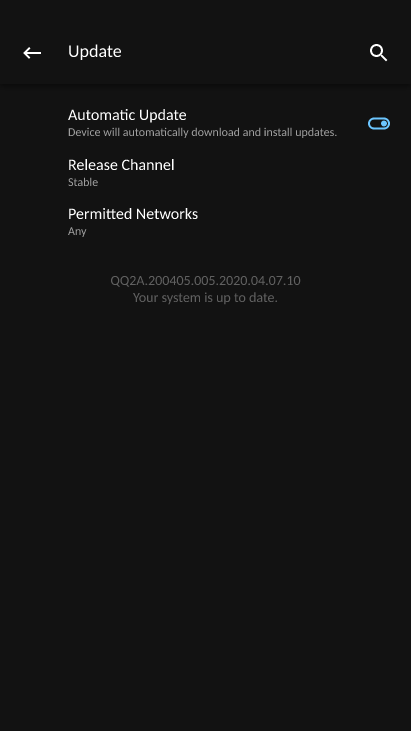 Update
Automatic Update
Device will automatically download and install updates.
Release Channel
Stable
Permitted Networks
Any
QQ2A.200405.005.2020.04.07.10
Your system is up to date.